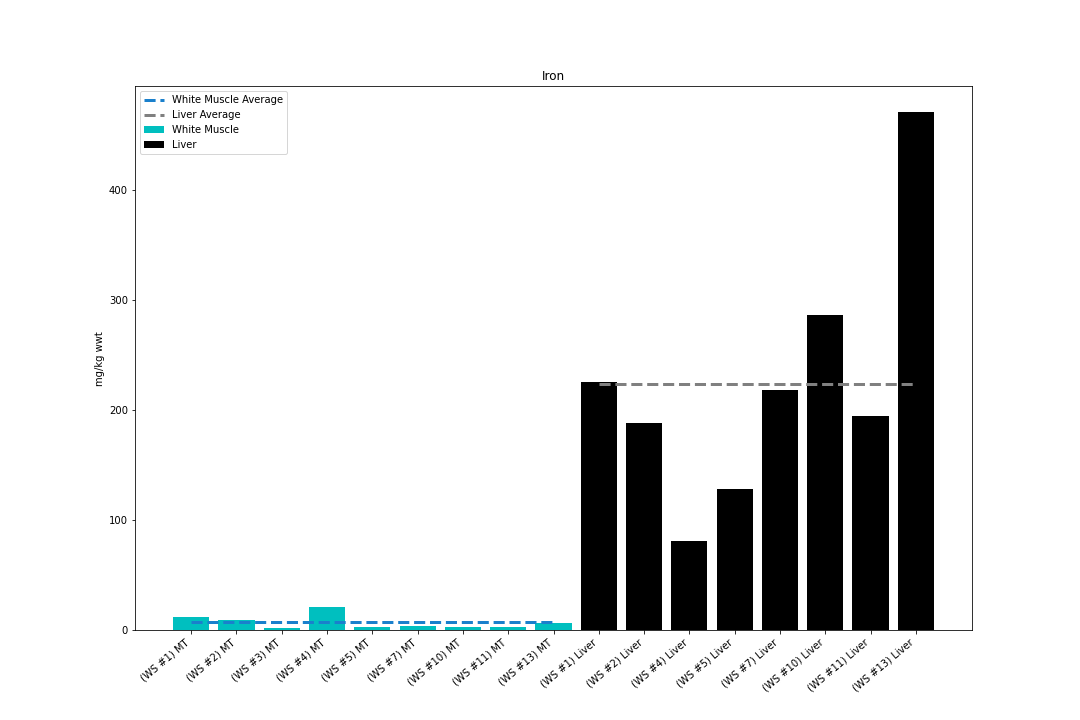 Iron
White Muscle Average
Liver Average
White Muscle
Liver
mg/kg wwt
400
300
200
100
0
(WS #1) MT
(WS #2) MT
(WS #3) MT
(WS #4) MT
(WS #5) MT
(WS #7) MT
(WS #10) MT
(WS #11) MT
(WS #13) MT
(WS #1) Liver
(WS #2) Liver
(WS #4) Liver
(WS #5) Liver
(WS #7) Liver
(WS #10) Liver
(WS #11) Liver
(WS #13) Liver